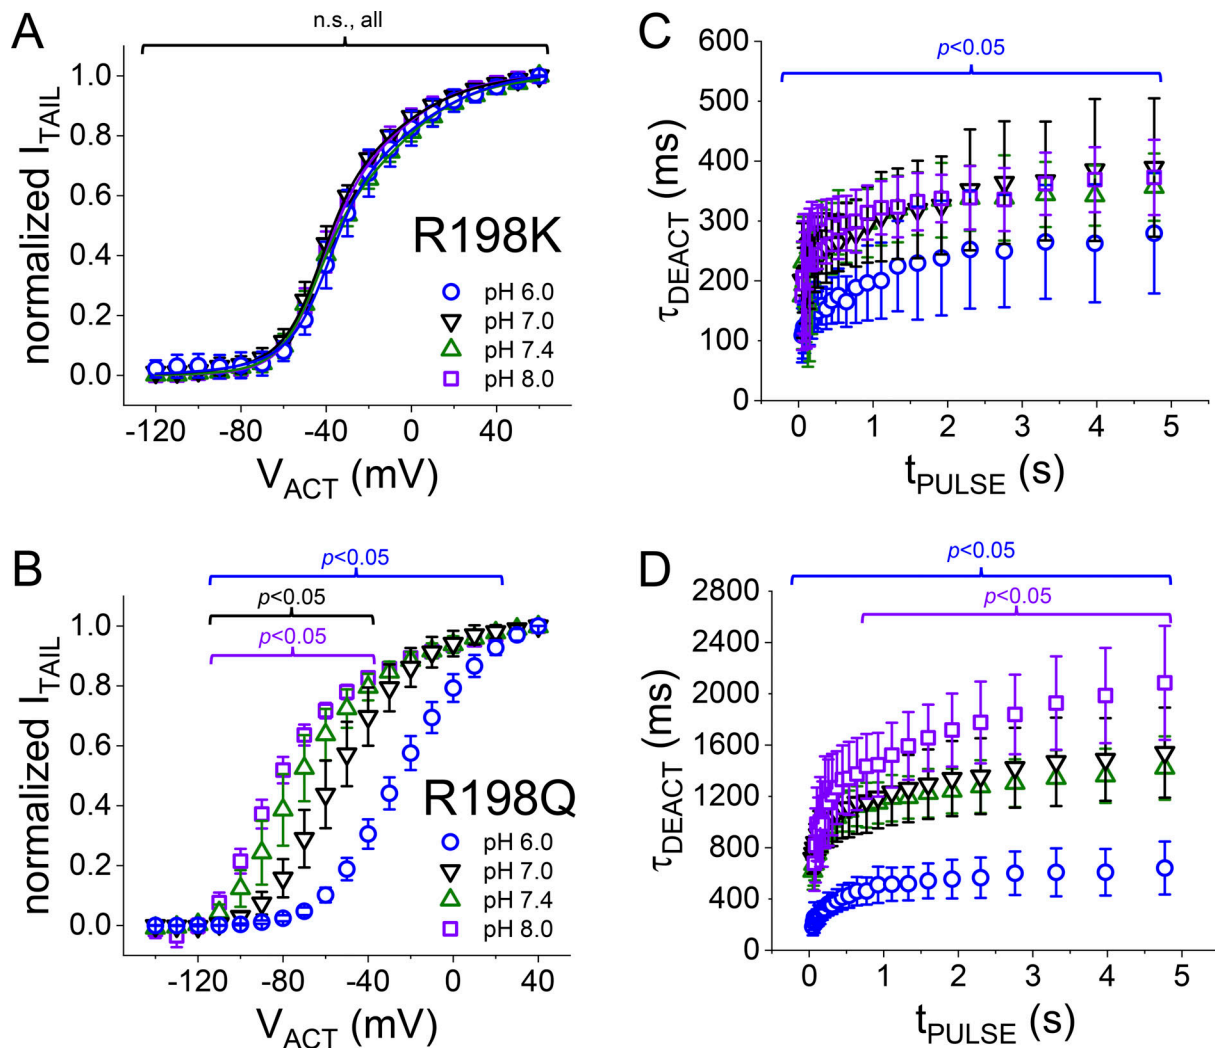 A
n.s., all
normalized I_TAIL
1.0
0.8
0.6
0.4
0.2
0.0
R198K
pH 6.0
pH 7.0
pH 7.4
pH 8.0
-120 -80 -40 0 40
V_ACT (mV)
C
p<0.05
τ_DEACT (ms)
600
500
400
300
200
100
0
0 1 2 3 4 5
t_PULSE (s)
B
p<0.05
p<0.05
p<0.05
normalized I_TAIL
1.0
0.8
0.6
0.4
0.2
0.0
R198Q
pH 6.0
pH 7.0
pH 7.4
pH 8.0
-120 -80 -40 0 40
V_ACT (mV)
D
p<0.05
p<0.05
τ_DEACT (ms)
2800
2400
2000
1600
1200
800
400
0
0 1 2 3 4 5
t_PULSE (s)